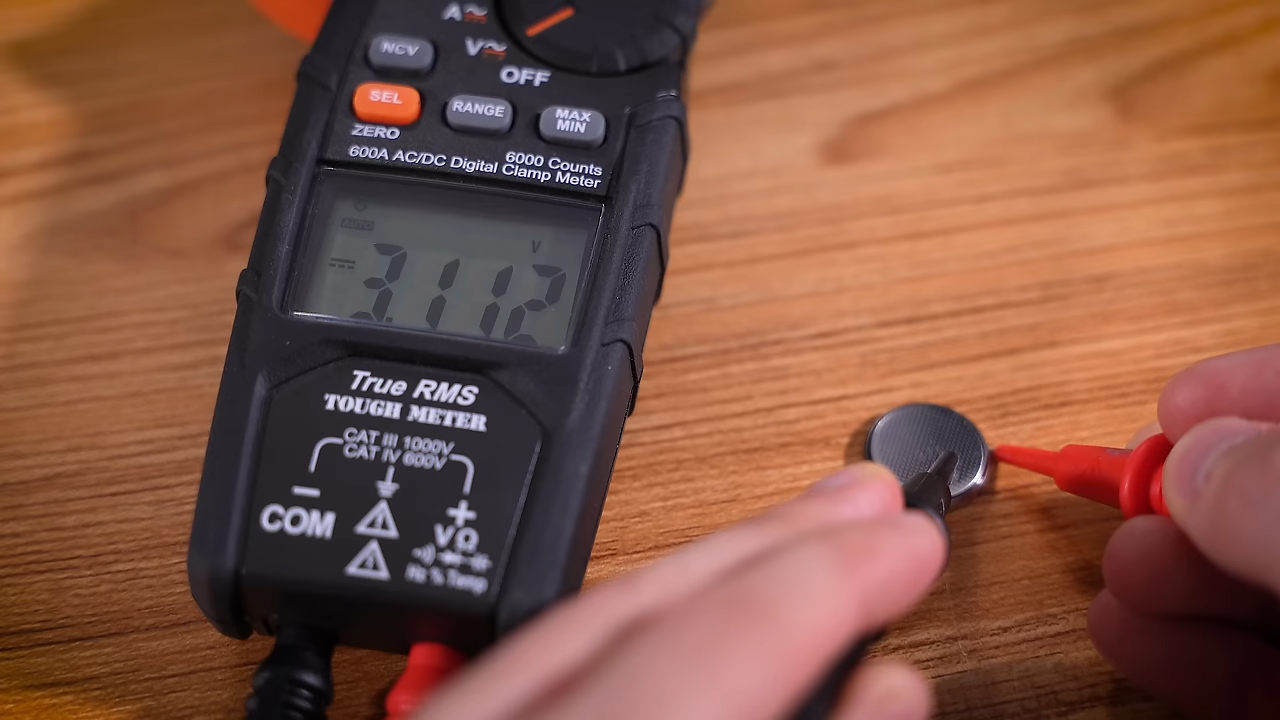 A
NCV
V
OFF
SEL
RANGE
MAX
MIN
ZERO
6000 Counts
600A AC/DC Digital Clamp Meter
AUTO
V
3.112
True RMS
TOUGH METER
CAT III 1000V
CAT IV 600V
COM
+
VΩ
Hz % Temp